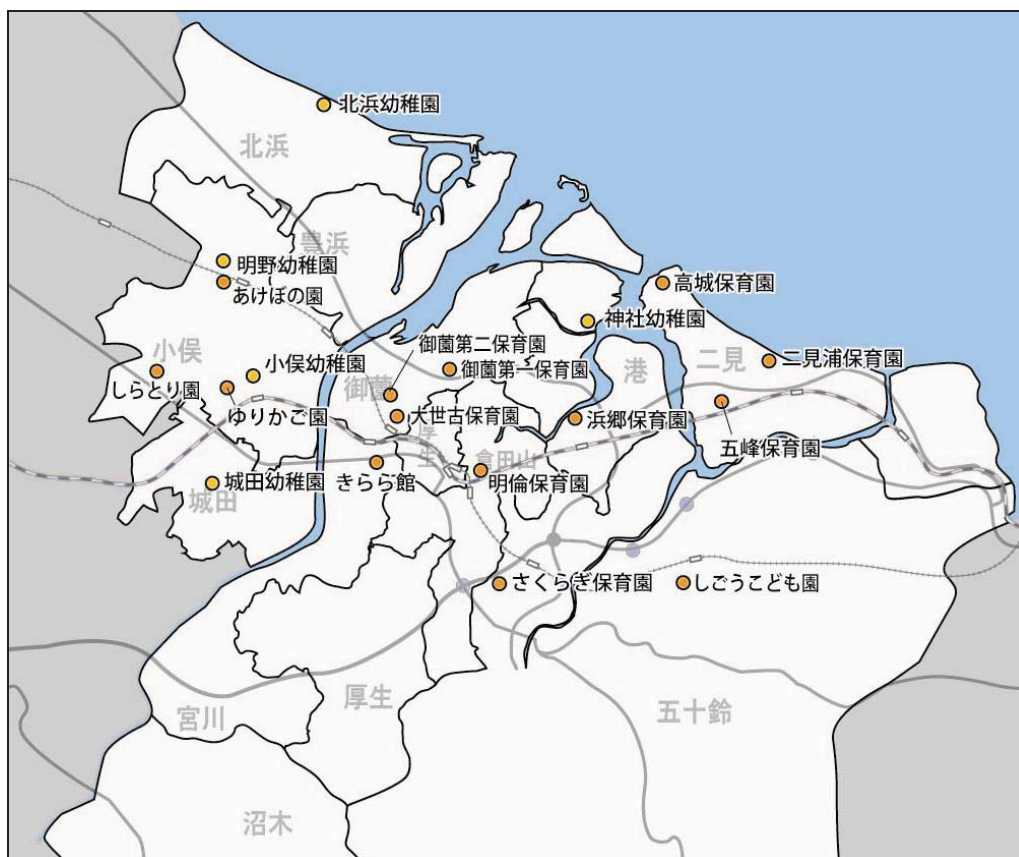 北浜幼稚園
北浜
豊浜
明野幼稚園
あけぼの園
高城保育園
神社幼稚園
御薗第二保育園
小俣
小俣幼稚園
御薗第一保育園
二見浦保育園
二見
港
しらとり園
御薗
ゆりかご園
大世古保育園
浜郷保育園
厚生
倉田山
五峰保育園
城田幼稚園
きらら館
明倫保育園
城田
さくらぎ保育園
しごうこども園
宮川
厚生
五十鈴
沼木